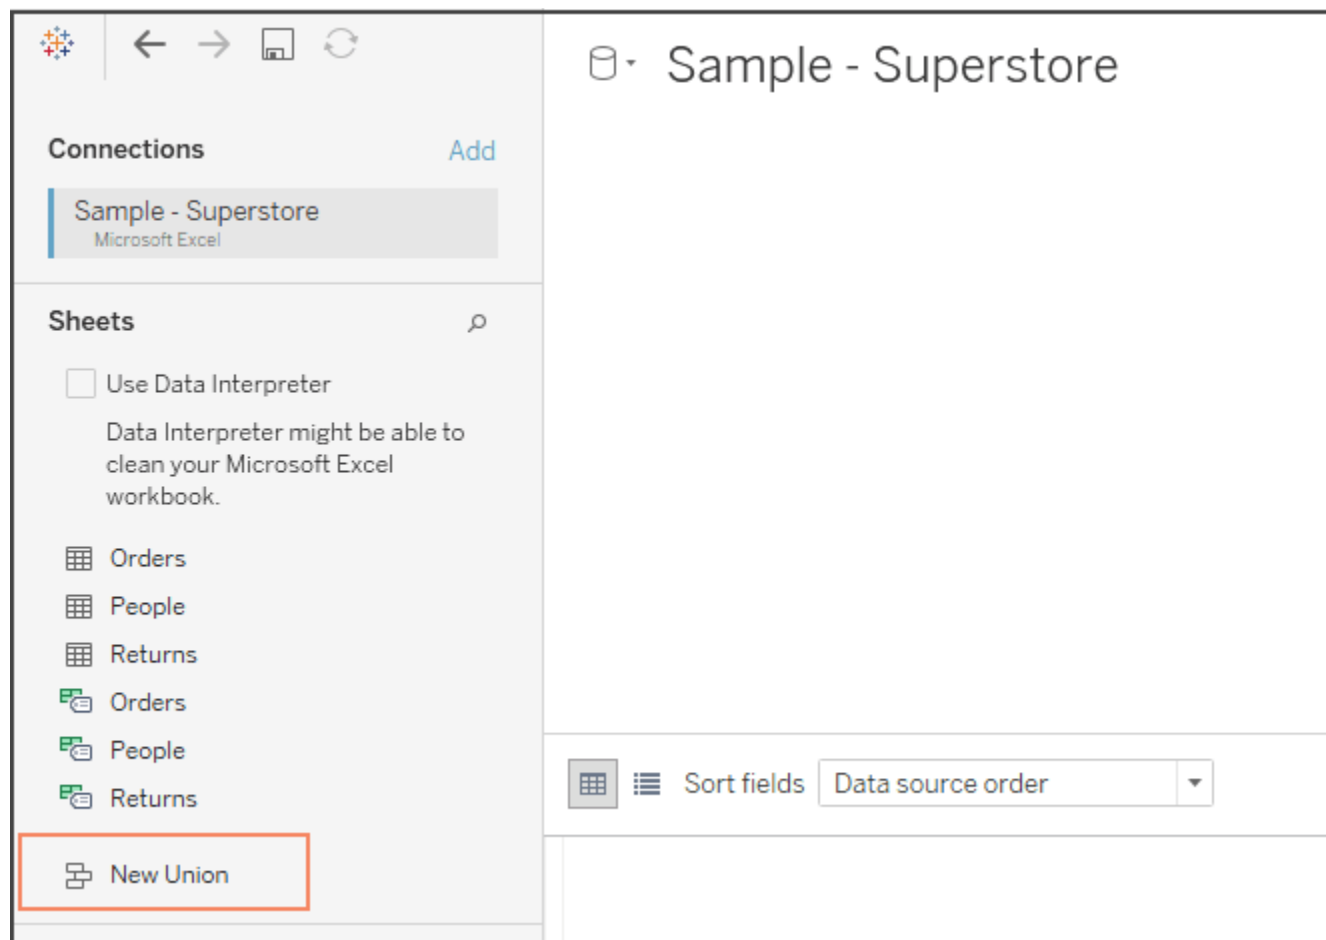 Sample - Superstore
Connections
Add
Sample - Superstore
Microsoft Excel
Sheets
Use Data Interpreter
Data Interpreter might be able to
clean your Microsoft Excel
workbook.
Orders
People
Returns
Orders
People
Returns
New Union
Sort fields
Data source order